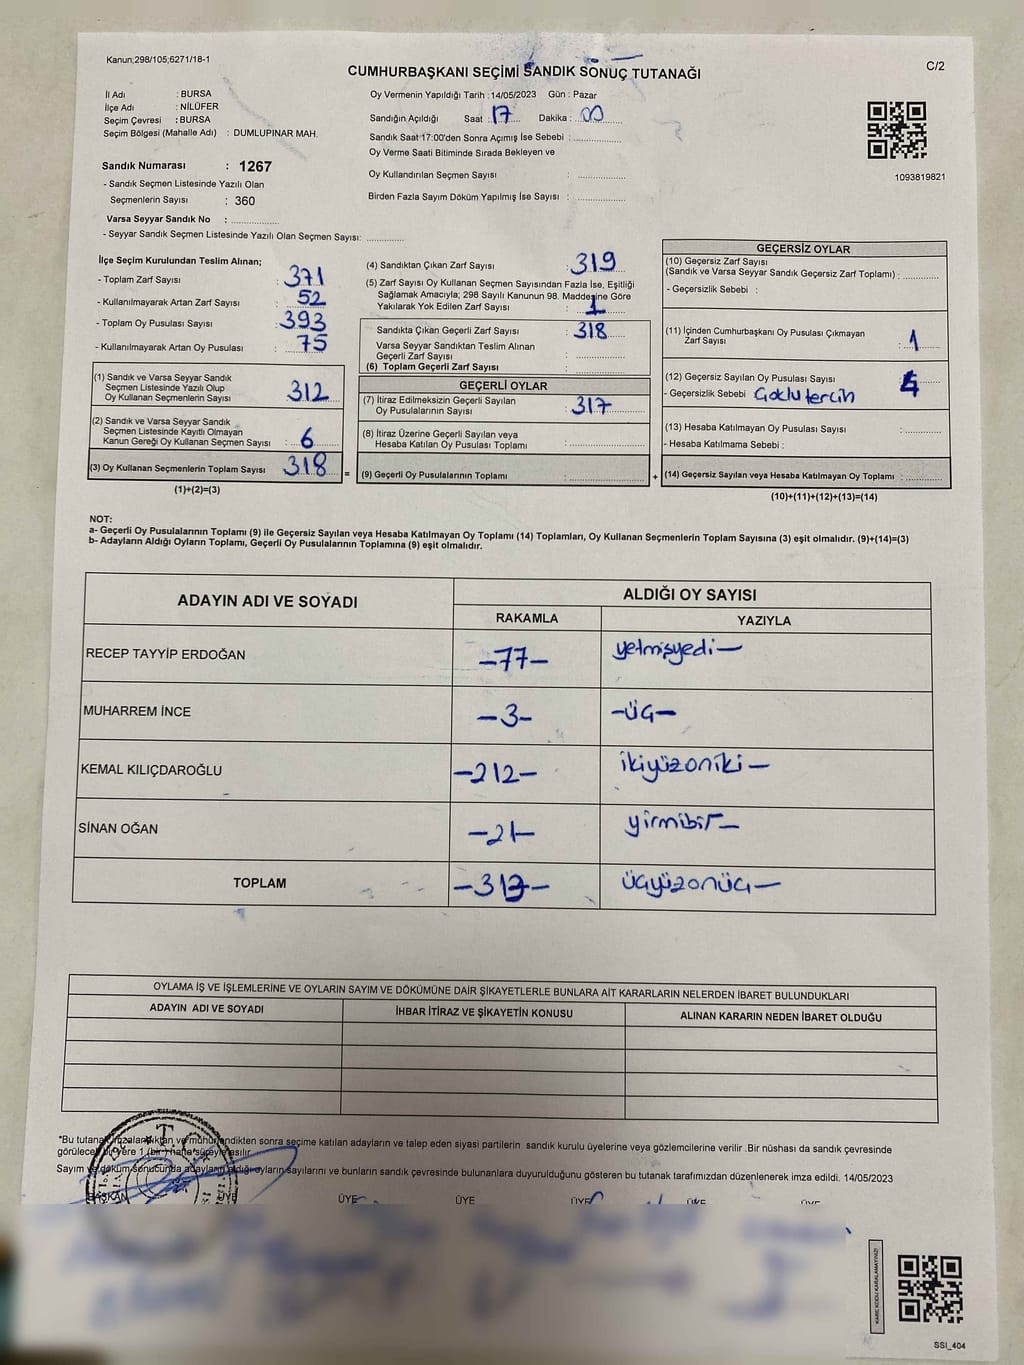 Kanun;298/105;6271/18-1
C/2
CUMHURBAŞKANI SEÇİMİ SANDIK SONUÇ TUTANAĞI
İl Adı : BURSA
İlçe Adı : NİLÜFER
Seçim Çevresi : BURSA
Seçim Bölgesi (Mahalle Adı) : DUMLUPINAR MAH.
Sandık Numarası : 1267
- Sandık Seçmen Listesinde Yazılı Olan
Seçmenlerin Sayısı : 360
Varsa Seyyar Sandık No :
- Seyyar Sandık Seçmen Listesinde Yazılı Olan Seçmen Sayısı:
Oy Vermenin Yapıldığı Tarih : 14/05/2023 Gün : Pazar
Sandığın Açıldığı Saat : 17 Dakika : 00
Sandık Saat 17:00'den Sonra Açımış İse Sebebi :
Oy Verme Saati Bitiminde Sırada Bekleyen ve
Oy Kullandırılan Seçmen Sayısı :
Birden Fazla Sayım Döküm Yapılmış İse Sayısı :
1093819821
İlçe Seçim Kurulundan Teslim Alınan;
- Toplam Zarf Sayısı : 371
- Kullanılmayarak Artan Zarf Sayısı : 52
- Toplam Oy Pusulası Sayısı : 393
- Kullanılmayarak Artan Oy Pusulası : 75
(1) Sandık ve Varsa Seyyar Sandık
Seçmen Listesinde Yazılı Olup
Oy Kullanan Seçmenlerin Sayısı : 312
(2) Sandık ve Varsa Seyyar Sandık
Seçmen Listesinde Kayıtlı Olmayan
Kanun Gereği Oy Kullanan Seçmen Sayısı : 6
(3) Oy Kullanan Seçmenlerin Toplam Sayısı 318
(1)+(2)=(3)
(4) Sandıktan Çıkan Zarf Sayısı : 319
(5) Zarf Sayısı Oy Kullanan Seçmen Sayısından Fazla İse, Eşitliği
Sağlamak Amacıyla; 298 Sayılı Kanunun 98. Maddesine Göre
Yakılarak Yok Edilen Zarf Sayısı : 1
Sandıkta Çıkan Geçerli Zarf Sayısı : 318
Varsa Seyyar Sandıktan Teslim Alınan
Geçerli Zarf Sayısı :
(6) Toplam Geçerli Zarf Sayısı :
GEÇERLİ OYLAR
(7) İtiraz Edilmeksizin Geçerli Sayılan
Oy Pusulalarının Sayısı : 317
(8) İtiraz Üzerine Geçerli Sayılan veya
Hesaba Katılan Oy Pusulası Toplamı :
= (9) Geçerli Oy Pusulalarının Toplamı :
GEÇERSİZ OYLAR
(10) Geçersiz Zarf Sayısı
(Sandık ve Varsa Seyyar Sandık Geçersiz Zarf Toplamı) :
- Geçersizlik Sebebi :
(11) İçinden Cumhurbaşkanı Oy Pusulası Çıkmayan
Zarf Sayısı : 1
(12) Geçersiz Sayılan Oy Pusulası Sayısı :
- Geçersizlik Sebebi Çoklu tercih
(13) Hesaba Katılmayan Oy Pusulası Sayısı :
- Hesaba Katılmama Sebebi :
+ (14) Geçersiz Sayılan veya Hesaba Katılmayan Oy Toplamı :
(10)+(11)+(12)+(13)=(14)
NOT:
a- Geçerli Oy Pusulalarının Toplamı (9) ile Geçersiz Sayılan veya Hesaba Katılmayan Oy Toplamı (14) Toplamları, Oy Kullanan Seçmenlerin Toplam Sayısına (3) eşit olmalıdır. (9)+(14)=(3)
b- Adayların Aldığı Oyların Toplamı, Geçerli Oy Pusulalarının Toplamına (9) eşit olmalıdır.
ADAYIN ADI VE SOYADI ALDIĞI OY SAYISI
RAKAMLA YAZIYLA
RECEP TAYYİP ERDOĞAN -77- yetmişyedi-
MUHARREM İNCE -3- -üç-
KEMAL KILIÇDAROĞLU -212- ikiyüzoniki-
SİNAN OĞAN -21- yirmibir-
TOPLAM -313- üçyüzonüç-
OYLAMA İŞ VE İŞLEMLERİNE VE OYLARIN SAYIM VE DÖKÜMÜNE DAİR ŞİKAYETLERLE BUNLARA AİT KARARLARIN NELERDEN İBARET BULUNDUKLARI
ADAYIN ADI VE SOYADI İHBAR İTİRAZ VE ŞİKAYETİN KONUSU ALINAN KARARIN NEDEN İBARET OLDUĞU
*Bu tutanak imzalandıktan ve mühürlendikten sonra seçime katılan adayların ve talep eden siyasi partilerin sandık kurulu üyelerine veya gözlemcilerine verilir .Bir nüshası da sandık çevresinde
görülecek bir yere 1 (bir) hafta süreyle asılır.
Sayım ve döküm sonucunda adayların aldığı oyların sayılarını ve bunların sandık çevresinde bulunanlara duyurulduğunu gösteren bu tutanak tarafımızdan düzenlenerek imza edildi. 14/05/2023
BAŞKAN ÜYE ÜYE ÜYE ÜYE ÜYE ÜYE
T.C.
KARE KODU KARALAMAYINIZ!
SSI_404